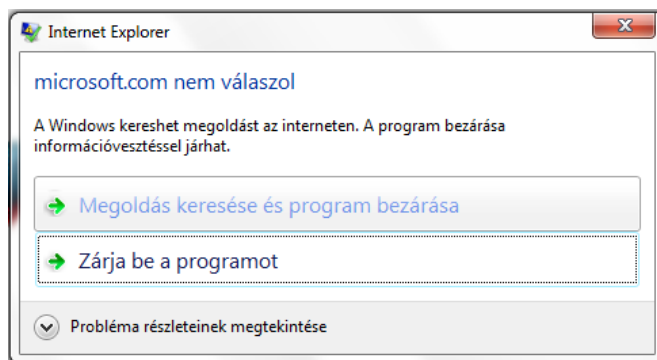 Internet Explorer
microsoft.com nem válaszol
A Windows kereshet megoldást az interneten. A program bezárása
információvesztéssel járhat.
Megoldás keresése és program bezárása
Zárja be a programot
Probléma részleteinek megtekintése